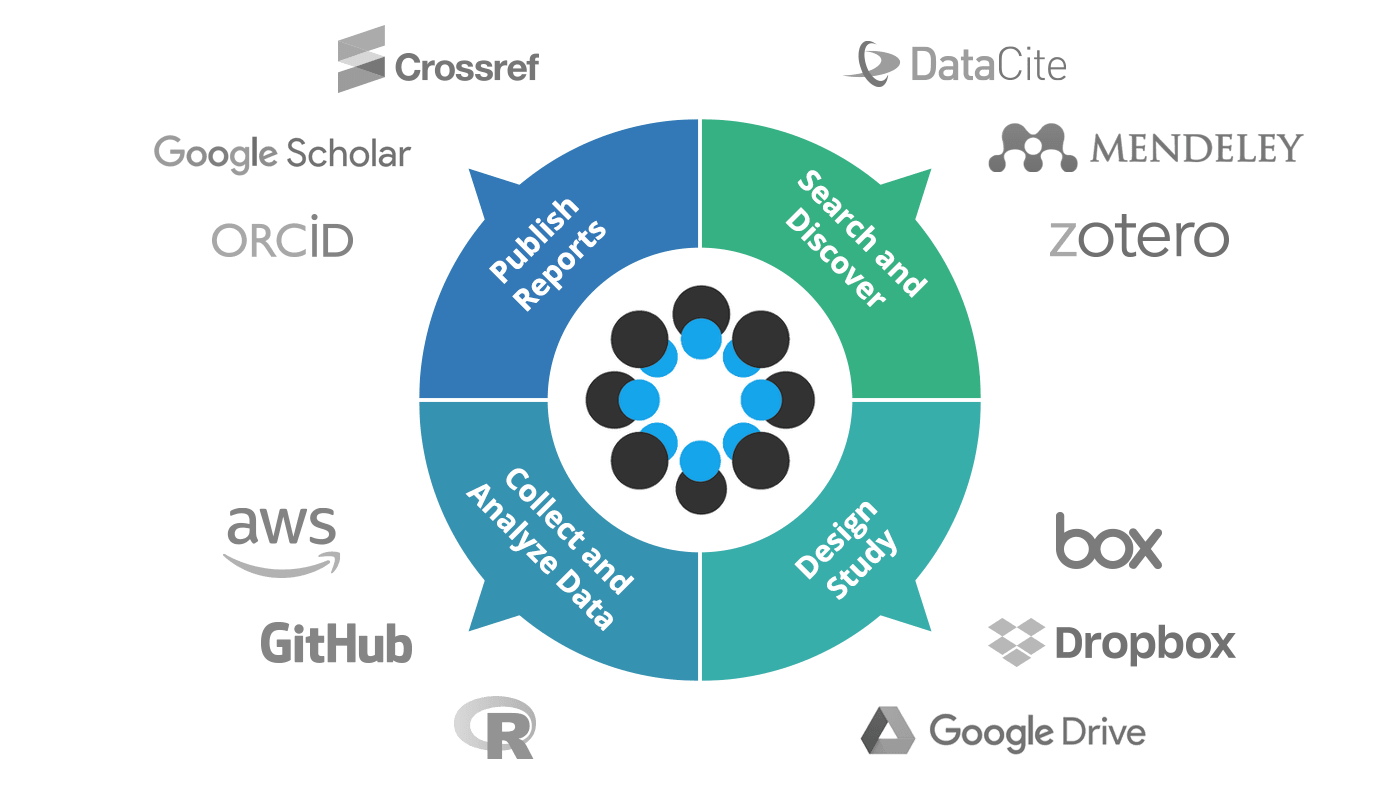 Crossref
DataCite
Google Scholar
MENDELEY
ORCiD
zotero
Publish
Reports
Search and
Discover
Collect and
Analyze Data
Design
Study
aws
box
GitHub
Dropbox
R
Google Drive